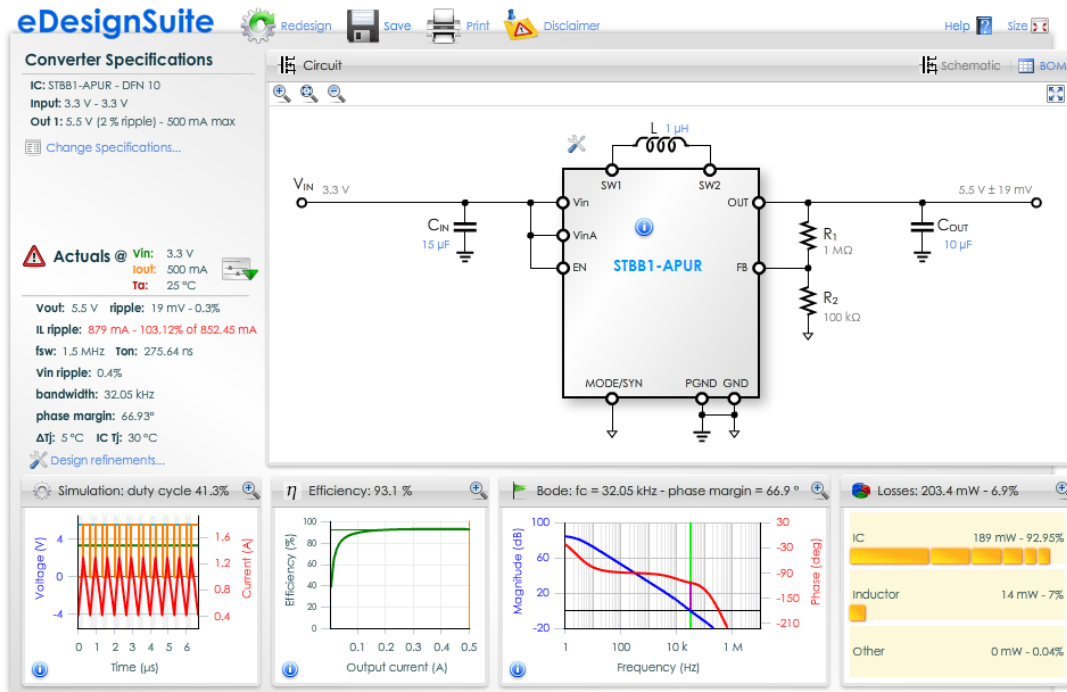 eDesignSuite
Redesign
Save
Print
Disclaimer
Help
Size
Converter Specifications
IC: STBB1-APUR - DFN 10
Input: 3.3 V - 3.3 V
Out 1: 5.5 V (2 % ripple) - 500 mA max
Change Specifications...
Actuals @ Vin: 3.3 V
Iout: 500 mA
Ta: 25 °C
Vout: 5.5 V ripple: 19 mV - 0.3%
IL ripple: 879 mA - 103.12% of 852.45 mA
fsw: 1.5 MHz Ton: 275.64 ns
Vin ripple: 0.4%
bandwidth: 32.05 kHz
phase margin: 66.93°
ΔTj: 5 °C IC Tj: 30 °C
Design refinements...
Circuit
Schematic
BOM
L 1 µH
SW1 SW2
VIN 3.3 V
Vin
OUT
5.5 V ± 19 mV
CIN
15 µF
VinA
R1
1 MΩ
COUT
10 µF
EN
STBB1-APUR
FB
R2
100 kΩ
MODE/SYN
PGND GND
Simulation: duty cycle 41.3%
Voltage (V)
4
0
-4
1.6
1.2
0.8
0.4
Current (A)
0 1 2 3 4 5 6
Time (µs)
η Efficiency: 93.1 %
Efficiency (%)
100
80
60
40
20
0
0.1 0.2 0.3 0.4 0.5
Output current (A)
Bode: fc = 32.05 kHz - phase margin = 66.9 °
Magnitude (dB)
100
60
20
-20
30
-30
-90
-150
-210
Phase (deg)
1 100 10 k 1 M
Frequency (Hz)
Losses: 203.4 mW - 6.9%
IC 189 mW - 92.95%
Inductor 14 mW - 7%
Other 0 mW - 0.04%